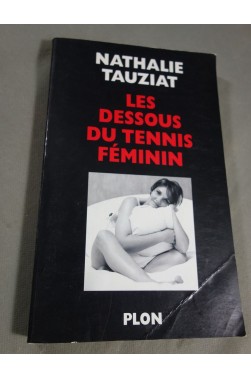 NATHALIE
TAUZIAT
LES
DESSOUS
DU TENNIS
FÉMININ
PLON